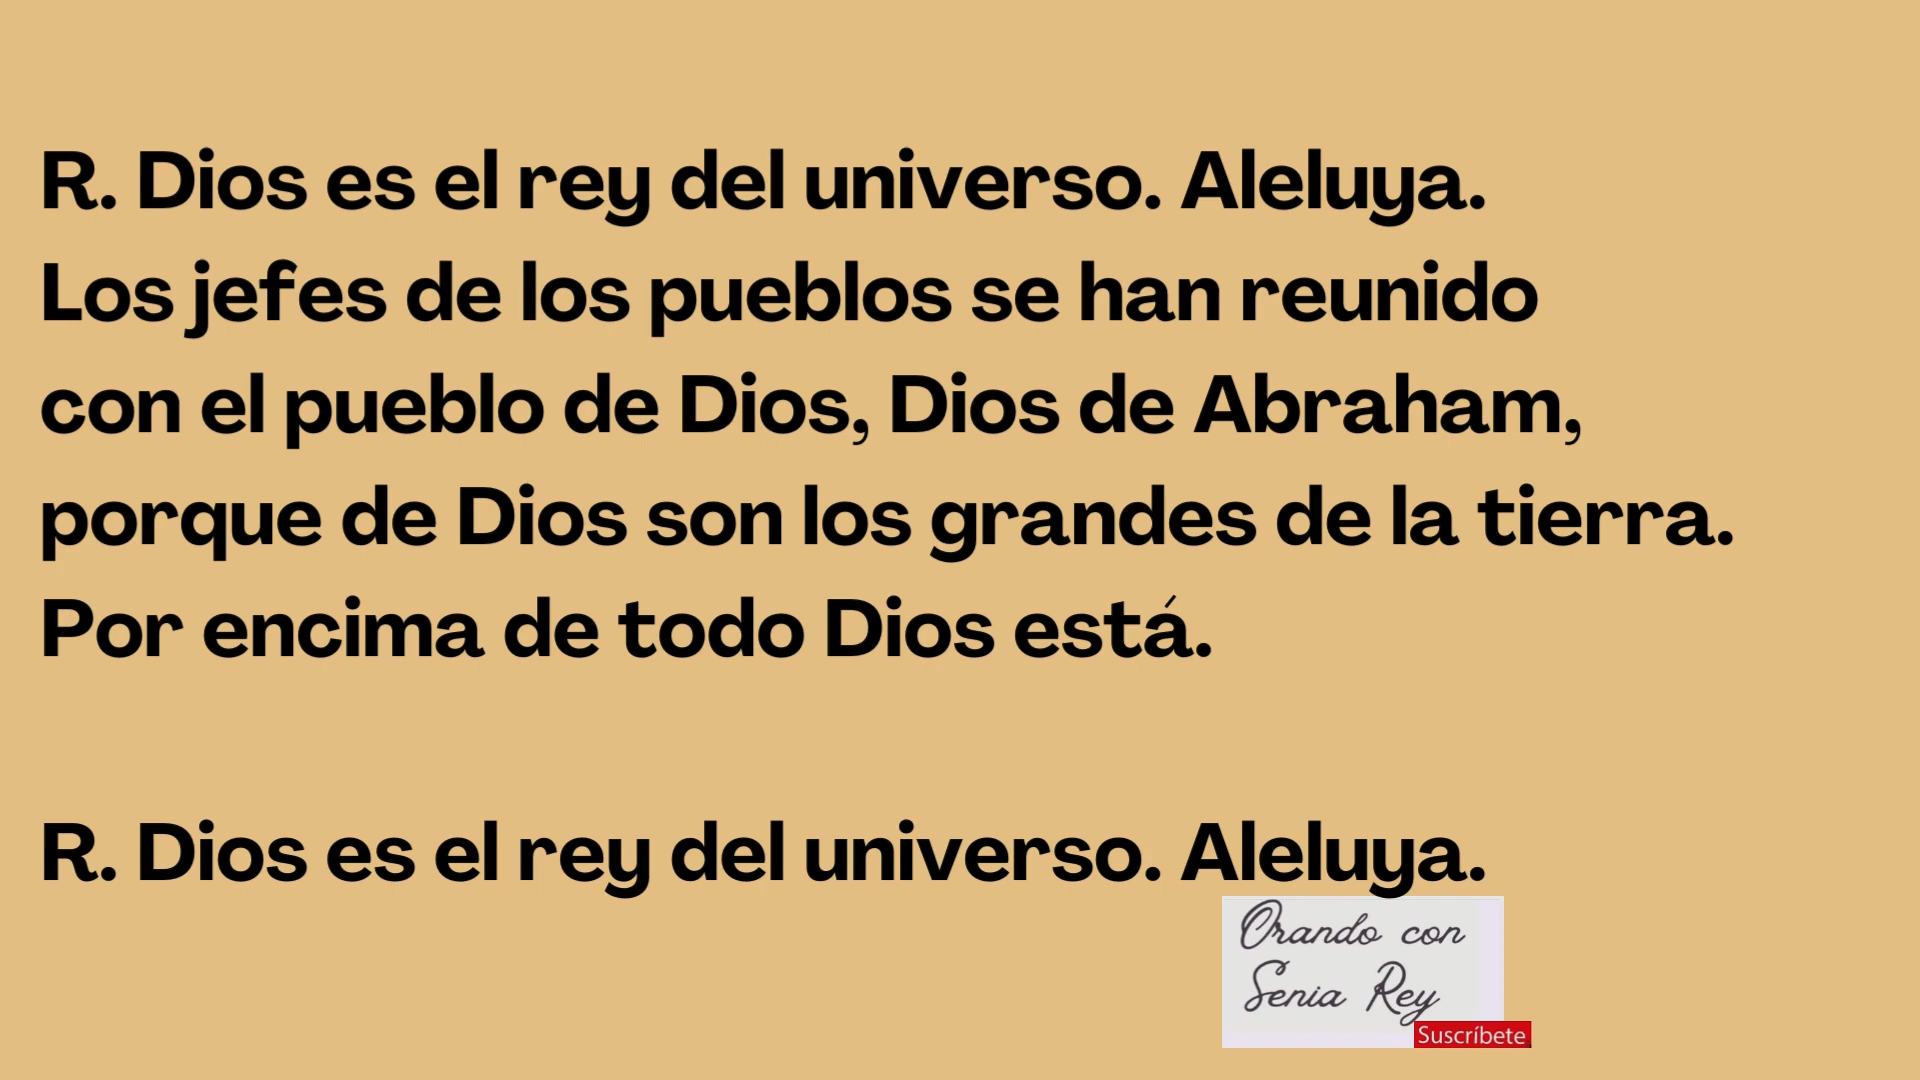 R. Dios es el rey del universo. Aleluya.
Los jefes de los pueblos se han reunido
con el pueblo de Dios, Dios de Abraham,
porque de Dios son los grandes de la tierra.
Por encima de todo Dios está.
R. Dios es el rey del universo. Aleluya.
Orando con
Senia Rey
Suscríbete